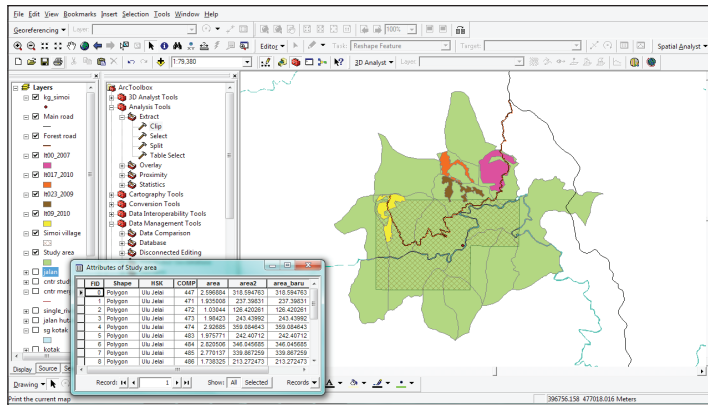 File Edit View Bookmarks Insert Selection Tools Window Help
Georeferencing Layer:
100%
Editor Task: Reshape Feature Target:
Spatial Analyst
1:79,380
3D Analyst Layer:
Layers
kg_simoi
Main road
Forest road
lt00_2007
lt017_2010
lt023_2009
lt09_2010
Simoi village
Study area
jalan
cntr stud
cntr mer
single_riv
jalan huta
sg kotak
kotak
Display Source Se
ArcToolbox
3D Analyst Tools
Analysis Tools
Extract
Clip
Select
Split
Table Select
Overlay
Proximity
Statistics
Cartography Tools
Conversion Tools
Data Interoperability Tools
Data Management Tools
Data Comparison
Database
Disconnected Editing
Attributes of Study area
FID Shape HSK COMP area area2 area_baru
0 Polygon Ulu Jelai 447 2.596884 318.594763 318.594763
1 Polygon Ulu Jelai 471 1.935808 237.39831 237.39831
2 Polygon Ulu Jelai 472 1.03044 126.420261 126.420261
3 Polygon Ulu Jelai 473 1.98423 243.43992 243.43992
4 Polygon Ulu Jelai 474 2.92685 359.084643 359.084643
5 Polygon Ulu Jelai 483 1.975771 242.40712 242.40712
6 Polygon Ulu Jelai 484 2.820506 346.045685 346.045685
7 Polygon Ulu Jelai 485 2.770137 339.867259 339.867259
8 Polygon Ulu Jelai 486 1.738325 213.272474 213.272474
Record: 1 Show: All Selected Records
Drawing
Print the current map
396756.158 477018.016 Meters